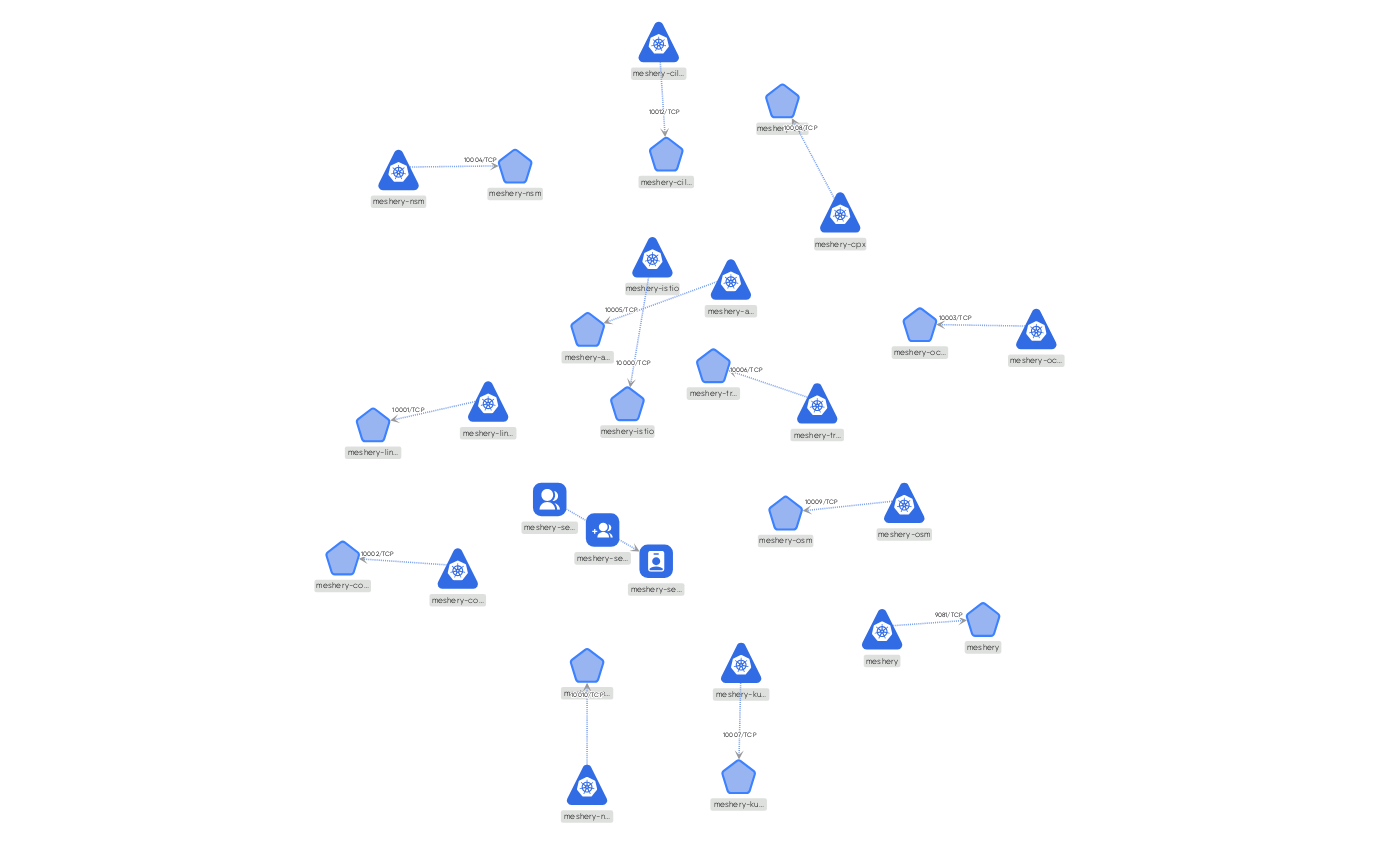 meshery-cil...
10012/TCP
meshery-cil...
10008/TCP
meshery-cpx
10004/TCP
meshery-nsm
meshery-nsm
meshery-istio
meshery-a...
10005/TCP
meshery-a...
10000/TCP
meshery-istio
10003/TCP
meshery-oc...
meshery-oc...
10006/TCP
meshery-tr...
meshery-tr...
10001/TCP
meshery-lin...
meshery-lin...
meshery-se...
meshery-se...
meshery-se...
10009/TCP
meshery-osm
meshery-osm
10002/TCP
meshery-co...
meshery-co...
9081/TCP
meshery
meshery
10010/TCP
meshery-n...
meshery-ku...
10007/TCP
meshery-ku...